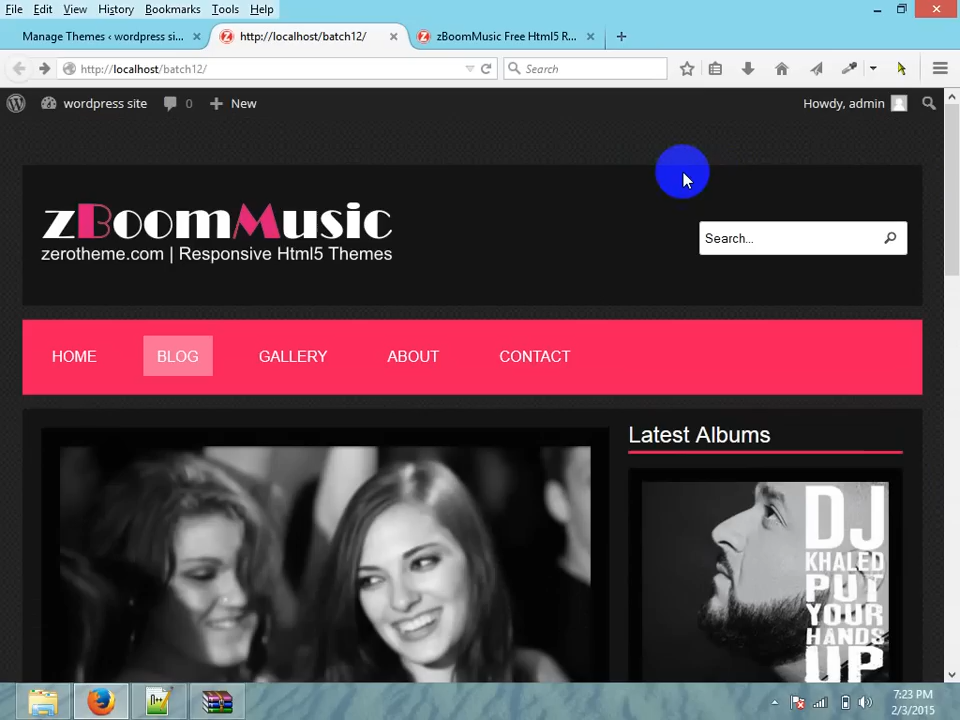 File Edit View History Bookmarks Tools Help
Manage Themes ‹ wordpress si... × http://localhost/batch12/ × zBoomMusic Free Html5 R... × +
http://localhost/batch12/ Search
wordpress site 0 + New Howdy, admin
zBoomMusic
zerotheme.com | Responsive Html5 Themes
Search...
HOME BLOG GALLERY ABOUT CONTACT
Latest Albums
DJ
KHALED
PUT
YOUR
HANDS
UP
7:23 PM
2/3/2015